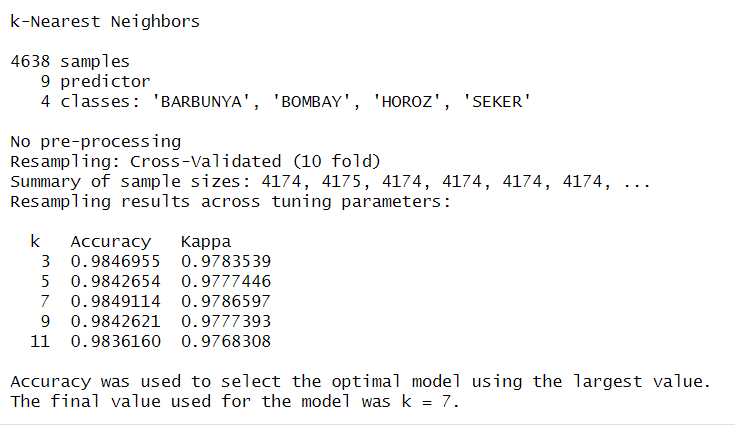 k-Nearest Neighbors
4638 samples
9 predictor
4 classes: 'BARBUNYA', 'BOMBAY', 'HOROZ', 'SEKER'
No pre-processing
Resampling: Cross-Validated (10 fold)
Summary of sample sizes: 4174, 4175, 4174, 4174, 4174, 4174, ...
Resampling results across tuning parameters:
k Accuracy Kappa
3 0.9846955 0.9783539
5 0.9842654 0.9777446
7 0.9849114 0.9786597
9 0.9842621 0.9777393
11 0.9836160 0.9768308
Accuracy was used to select the optimal model using the largest value.
The final value used for the model was k = 7.